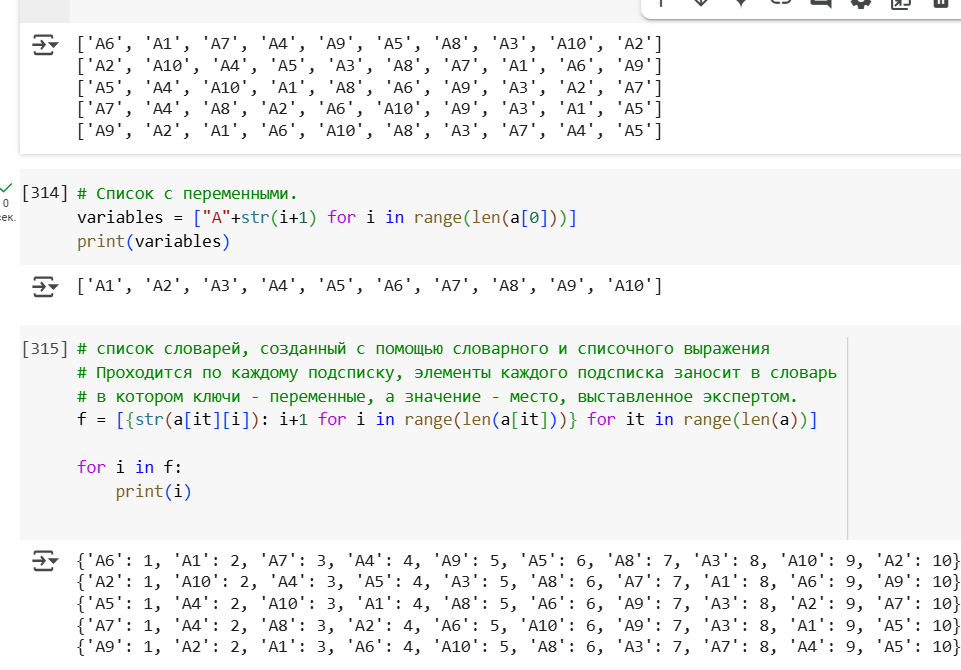 ['A6', 'A1', 'A7', 'A4', 'A9', 'A5', 'A8', 'A3', 'A10', 'A2']
['A2', 'A10', 'A4', 'A5', 'A3', 'A8', 'A7', 'A1', 'A6', 'A9']
['A5', 'A4', 'A10', 'A1', 'A8', 'A6', 'A9', 'A3', 'A2', 'A7']
['A7', 'A4', 'A8', 'A2', 'A6', 'A10', 'A9', 'A3', 'A1', 'A5']
['A9', 'A2', 'A1', 'A6', 'A10', 'A8', 'A3', 'A7', 'A4', 'A5']
0
сек.
[314] # Список с переменными.
variables = ["A"+str(i+1) for i in range(len(a[0]))]
print(variables)
['A1', 'A2', 'A3', 'A4', 'A5', 'A6', 'A7', 'A8', 'A9', 'A10']
[315] # список словарей, созданный с помощью словарного и списочного выражения
# Проходится по каждому подсписку, элементы каждого подсписка заносит в словарь
# в котором ключи - переменные, а значение - место, выставленное экспертом.
f = [{str(a[it][i]): i+1 for i in range(len(a[it]))} for it in range(len(a))]
for i in f:
print(i)
{'A6': 1, 'A1': 2, 'A7': 3, 'A4': 4, 'A9': 5, 'A5': 6, 'A8': 7, 'A3': 8, 'A10': 9, 'A2': 10}
{'A2': 1, 'A10': 2, 'A4': 3, 'A5': 4, 'A3': 5, 'A8': 6, 'A7': 7, 'A1': 8, 'A6': 9, 'A9': 10}
{'A5': 1, 'A4': 2, 'A10': 3, 'A1': 4, 'A8': 5, 'A6': 6, 'A9': 7, 'A3': 8, 'A2': 9, 'A7': 10}
{'A7': 1, 'A4': 2, 'A8': 3, 'A2': 4, 'A6': 5, 'A10': 6, 'A9': 7, 'A3': 8, 'A1': 9, 'A5': 10}
{'A9': 1, 'A2': 2, 'A1': 3, 'A6': 4, 'A10': 5, 'A8': 6, 'A3': 7, 'A7': 8, 'A4': 9, 'A5': 10}